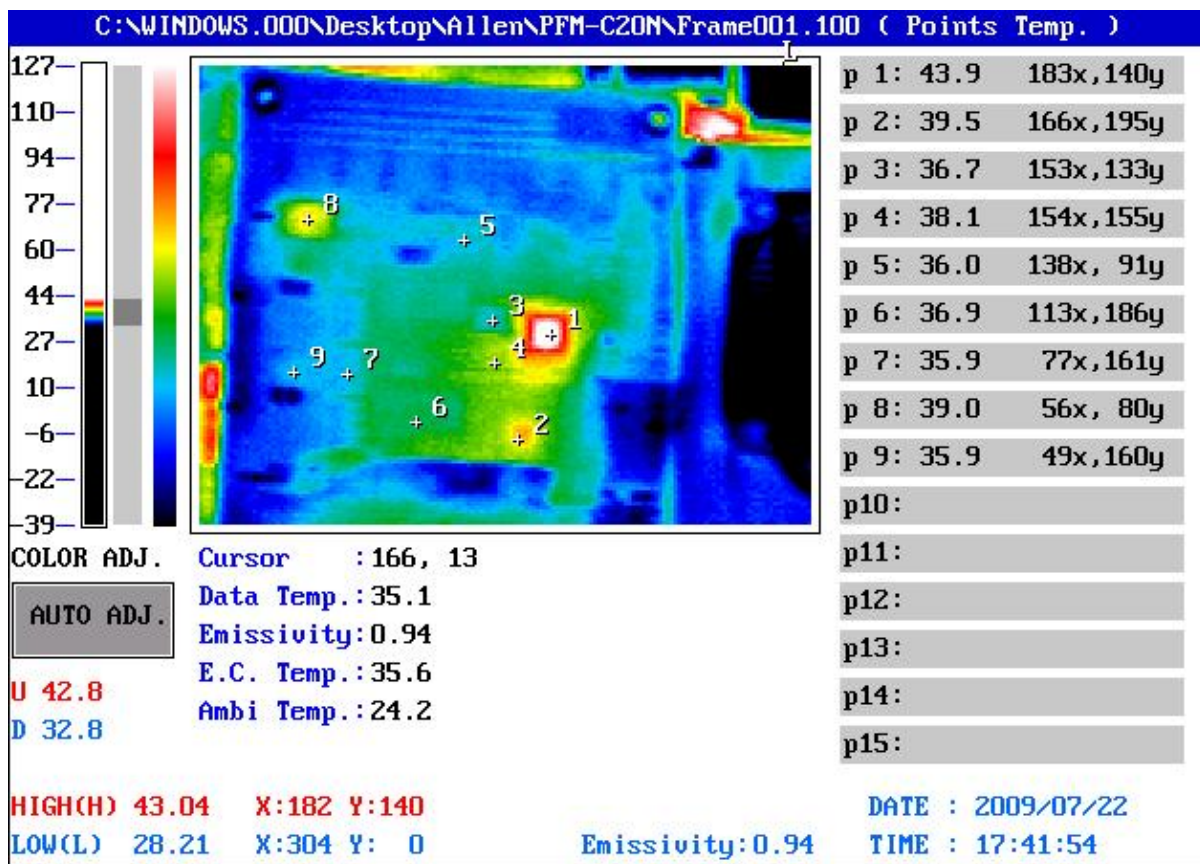 C:\WINDOWS.000\Desktop\Allen\PFM-C20N\Frame001.100 ( Points Temp. )
127
110
94
77
60
44
27
10
-6
-22
-39
L
8
5
3
1
4
9
7
6
2
p 1: 43.9 183x,140y
p 2: 39.5 166x,195y
p 3: 36.7 153x,133y
p 4: 38.1 154x,155y
p 5: 36.0 138x, 91y
p 6: 36.9 113x,186y
p 7: 35.9 77x,161y
p 8: 39.0 56x, 80y
p 9: 35.9 49x,160y
p10:
p11:
p12:
p13:
p14:
p15:
COLOR ADJ.
AUTO ADJ.
U 42.8
D 32.8
Cursor :166, 13
Data Temp.:35.1
Emissivity:0.94
E.C. Temp.:35.6
Ambi Temp.:24.2
HIGH(H) 43.04 X:182 Y:140
LOW(L) 28.21 X:304 Y: 0
Emissivity:0.94
DATE : 2009/07/22
TIME : 17:41:54